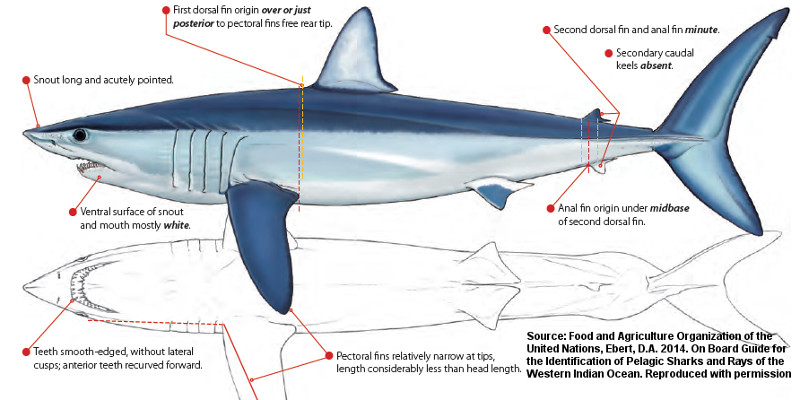 First dorsal fin origin over or just
posterior to pectoral fins free rear tip.
Second dorsal fin and anal fin minute.
Secondary caudal
keels absent.
Snout long and acutely pointed.
Ventral surface of snout
and mouth mostly white.
Anal fin origin under midbase
of second dorsal fin.
Teeth smooth-edged, without lateral
cusps; anterior teeth recurved forward.
Pectoral fins relatively narrow at tips,
length considerably less than head length.
Source: Food and Agriculture Organization of the
United Nations, Ebert, D.A. 2014. On Board Guide for
the Identification of Pelagic Sharks and Rays of the
Western Indian Ocean. Reproduced with permission